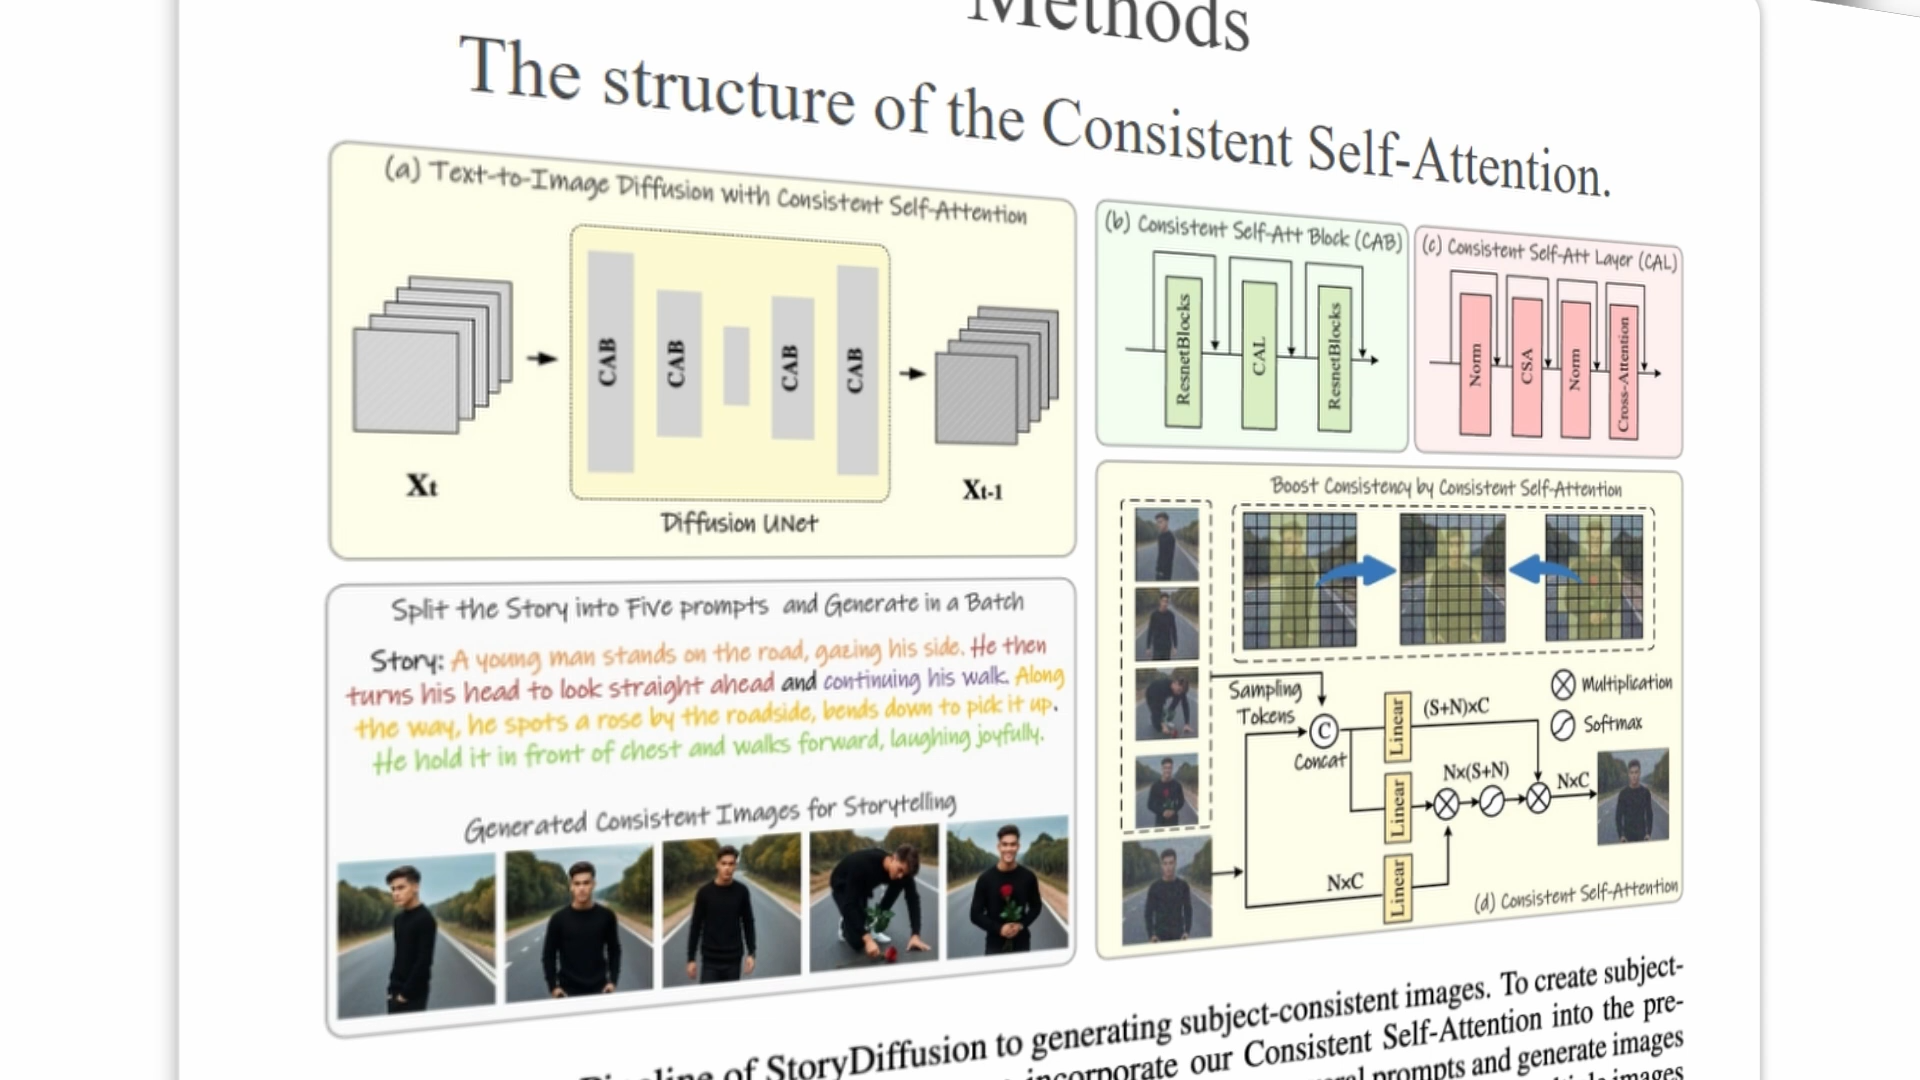 Methods
The structure of the Consistent Self-Attention.
(a) Text-to-Image Diffusion with Consistent Self-Attention
CAB
CAB
CAB
CAB
Xt
Xt-1
Diffusion UNet
(b) Consistent Self-Att Block (CAB)
ResnetBlocks
CAL
ResnetBlocks
(c) Consistent Self-Att Layer (CAL)
Norm
CSA
Norm
Cross-Attention
Split the Story into Five prompts and Generate in a Batch
Story: A young man stands on the road, gazing his side. He then
turns his head to look straight ahead and continuing his walk. Along
the way, he spots a rose by the roadside, bends down to pick it up.
He hold it in front of chest and walks forward, laughing joyfully.
Generated Consistent Images for Storytelling
Boost Consistency by Consistent Self-Attention
Sampling
Tokens
C
Concat
Linear
(S+N)xC
Multiplication
Softmax
Linear
Nx(S+N)
NxC
NxC
Linear
(d) Consistent Self-Attention
of StoryDiffusion to generating subject-consistent images. To create subject-
incorporate our Consistent Self-Attention into the pre-
prompts and generate images
images